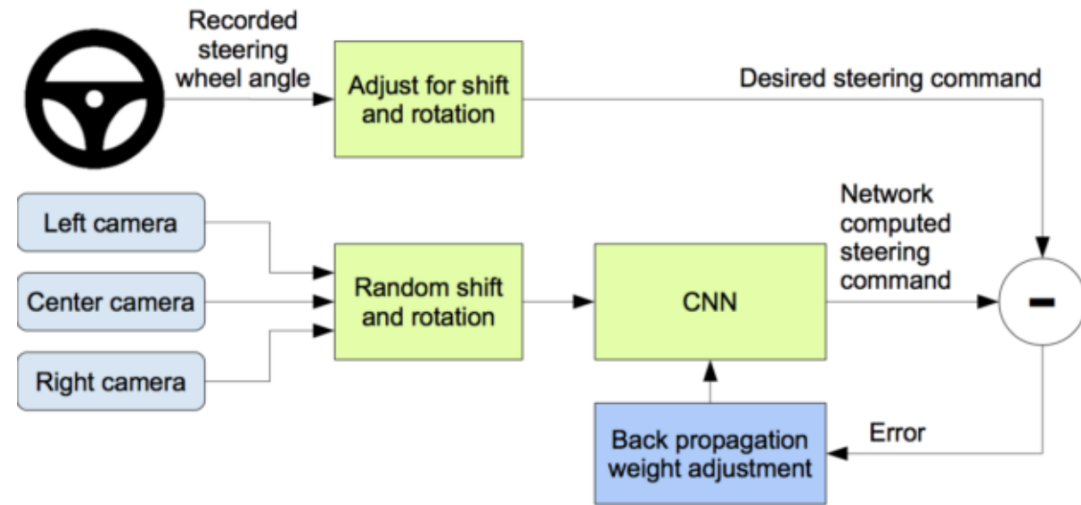 Recorded
steering
wheel angle
Adjust for shift
and rotation
Desired steering command
Left camera
Center camera
Right camera
Random shift
and rotation
CNN
Network
computed
steering
command
-
Back propagation
weight adjustment
Error